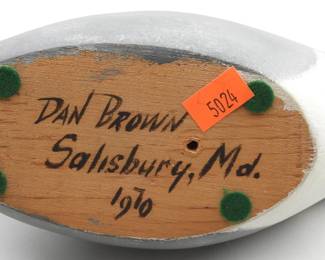 5024
DAN BROWN
Salisbury, Md.
1970